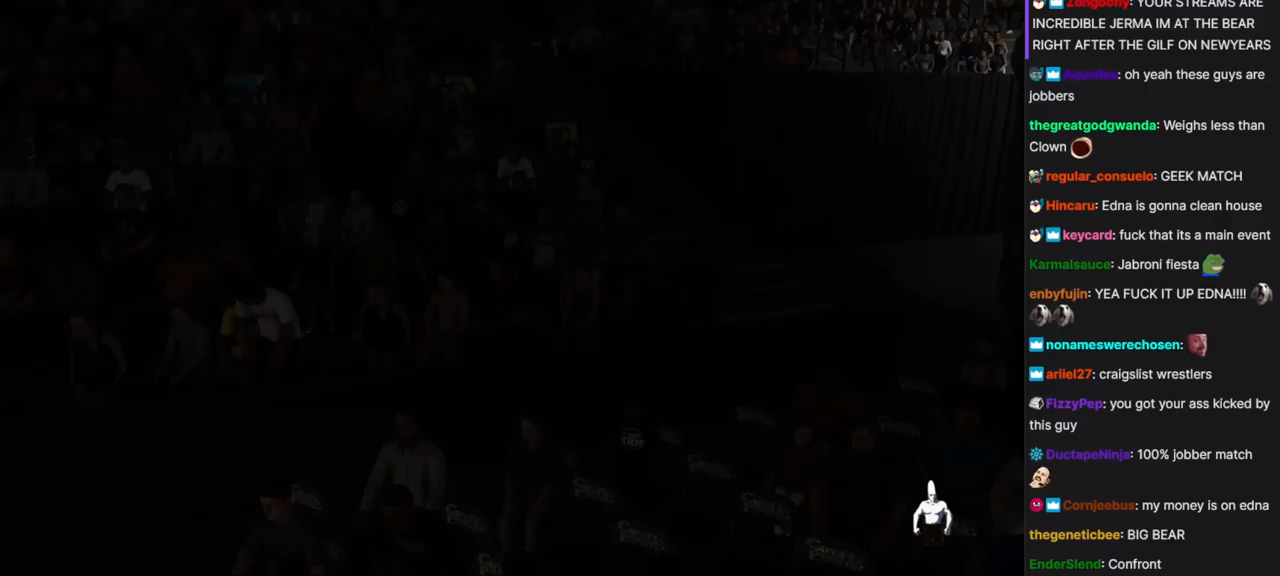 Zongoony: YOUR STREAMS ARE
INCREDIBLE JERMA IM AT THE BEAR
RIGHT AFTER THE GILF ON NEWYEARS
oh yeah these guys are
jobbers
thegreatgodgwanda: Weighs less than
Clown
regular_consuelo: GEEK MATCH
Hincaru: Edna is gonna clean house
keycard: fuck that its a main event
Karmalsauce: Jabroni fiesta
enbyfujin: YEA FUCK IT UP EDNA!!!!
nonameswerechosen:
ariiel27: craigslist wrestlers
FizzyPep: you got your ass kicked by
this guy
DuctapeNinja: 100% jobber match
Cornjeebus: my money is on edna
thegeneticbee: BIG BEAR
EnderSlend: Confront